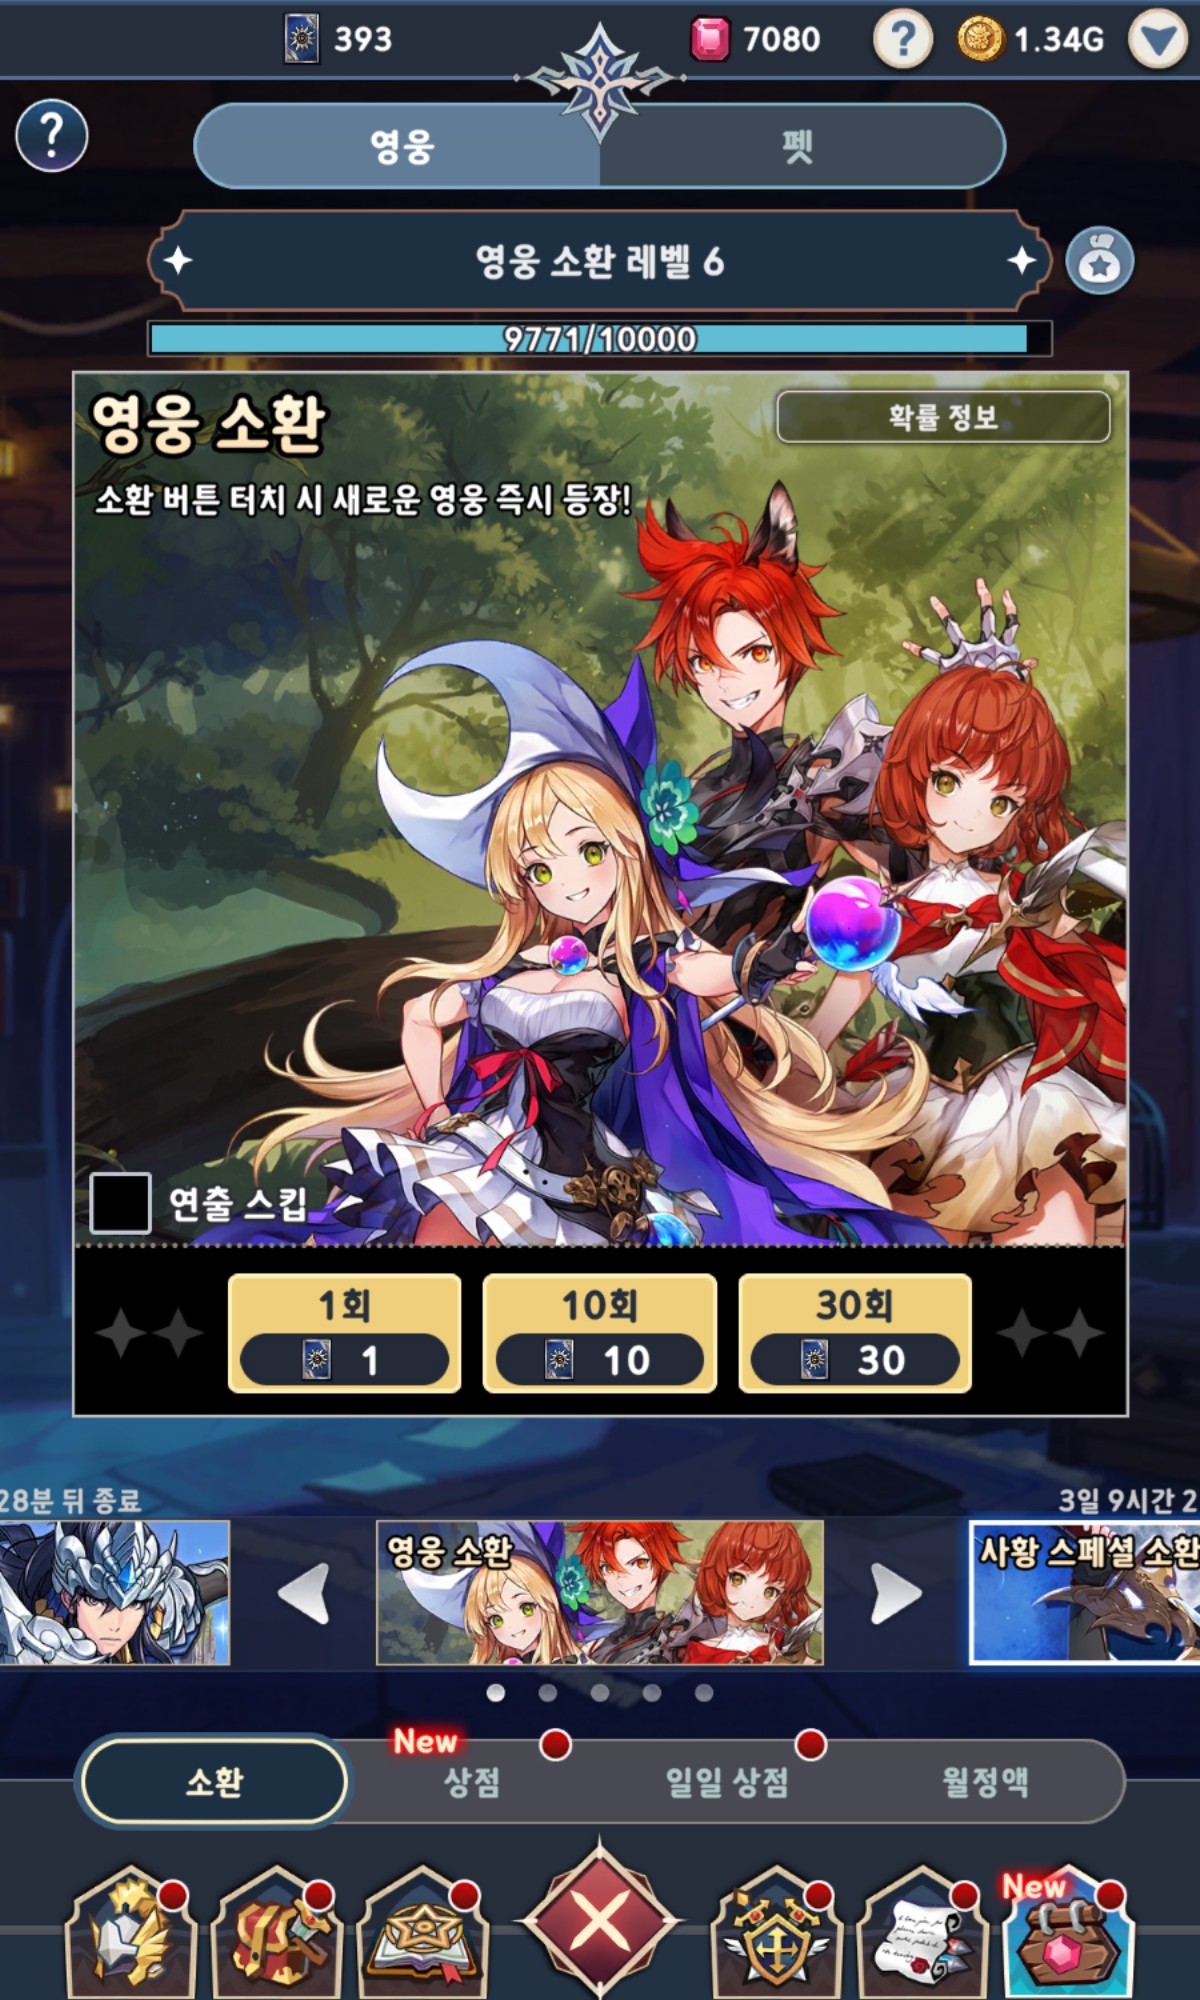 393
7080
?
1.34G
?
영웅
펫
영웅 소환 레벨 6
9771/10000
영웅 소환
확률 정보
소환 버튼 터치 시 새로운 영웅 즉시 등장!
연출 스킵
1회
10회
30회
1
10
30
28분 뒤 종료
3일 9시간 2
영웅 소환
사황 스페셜 소환
New
소환
상점
일일 상점
월정액
New